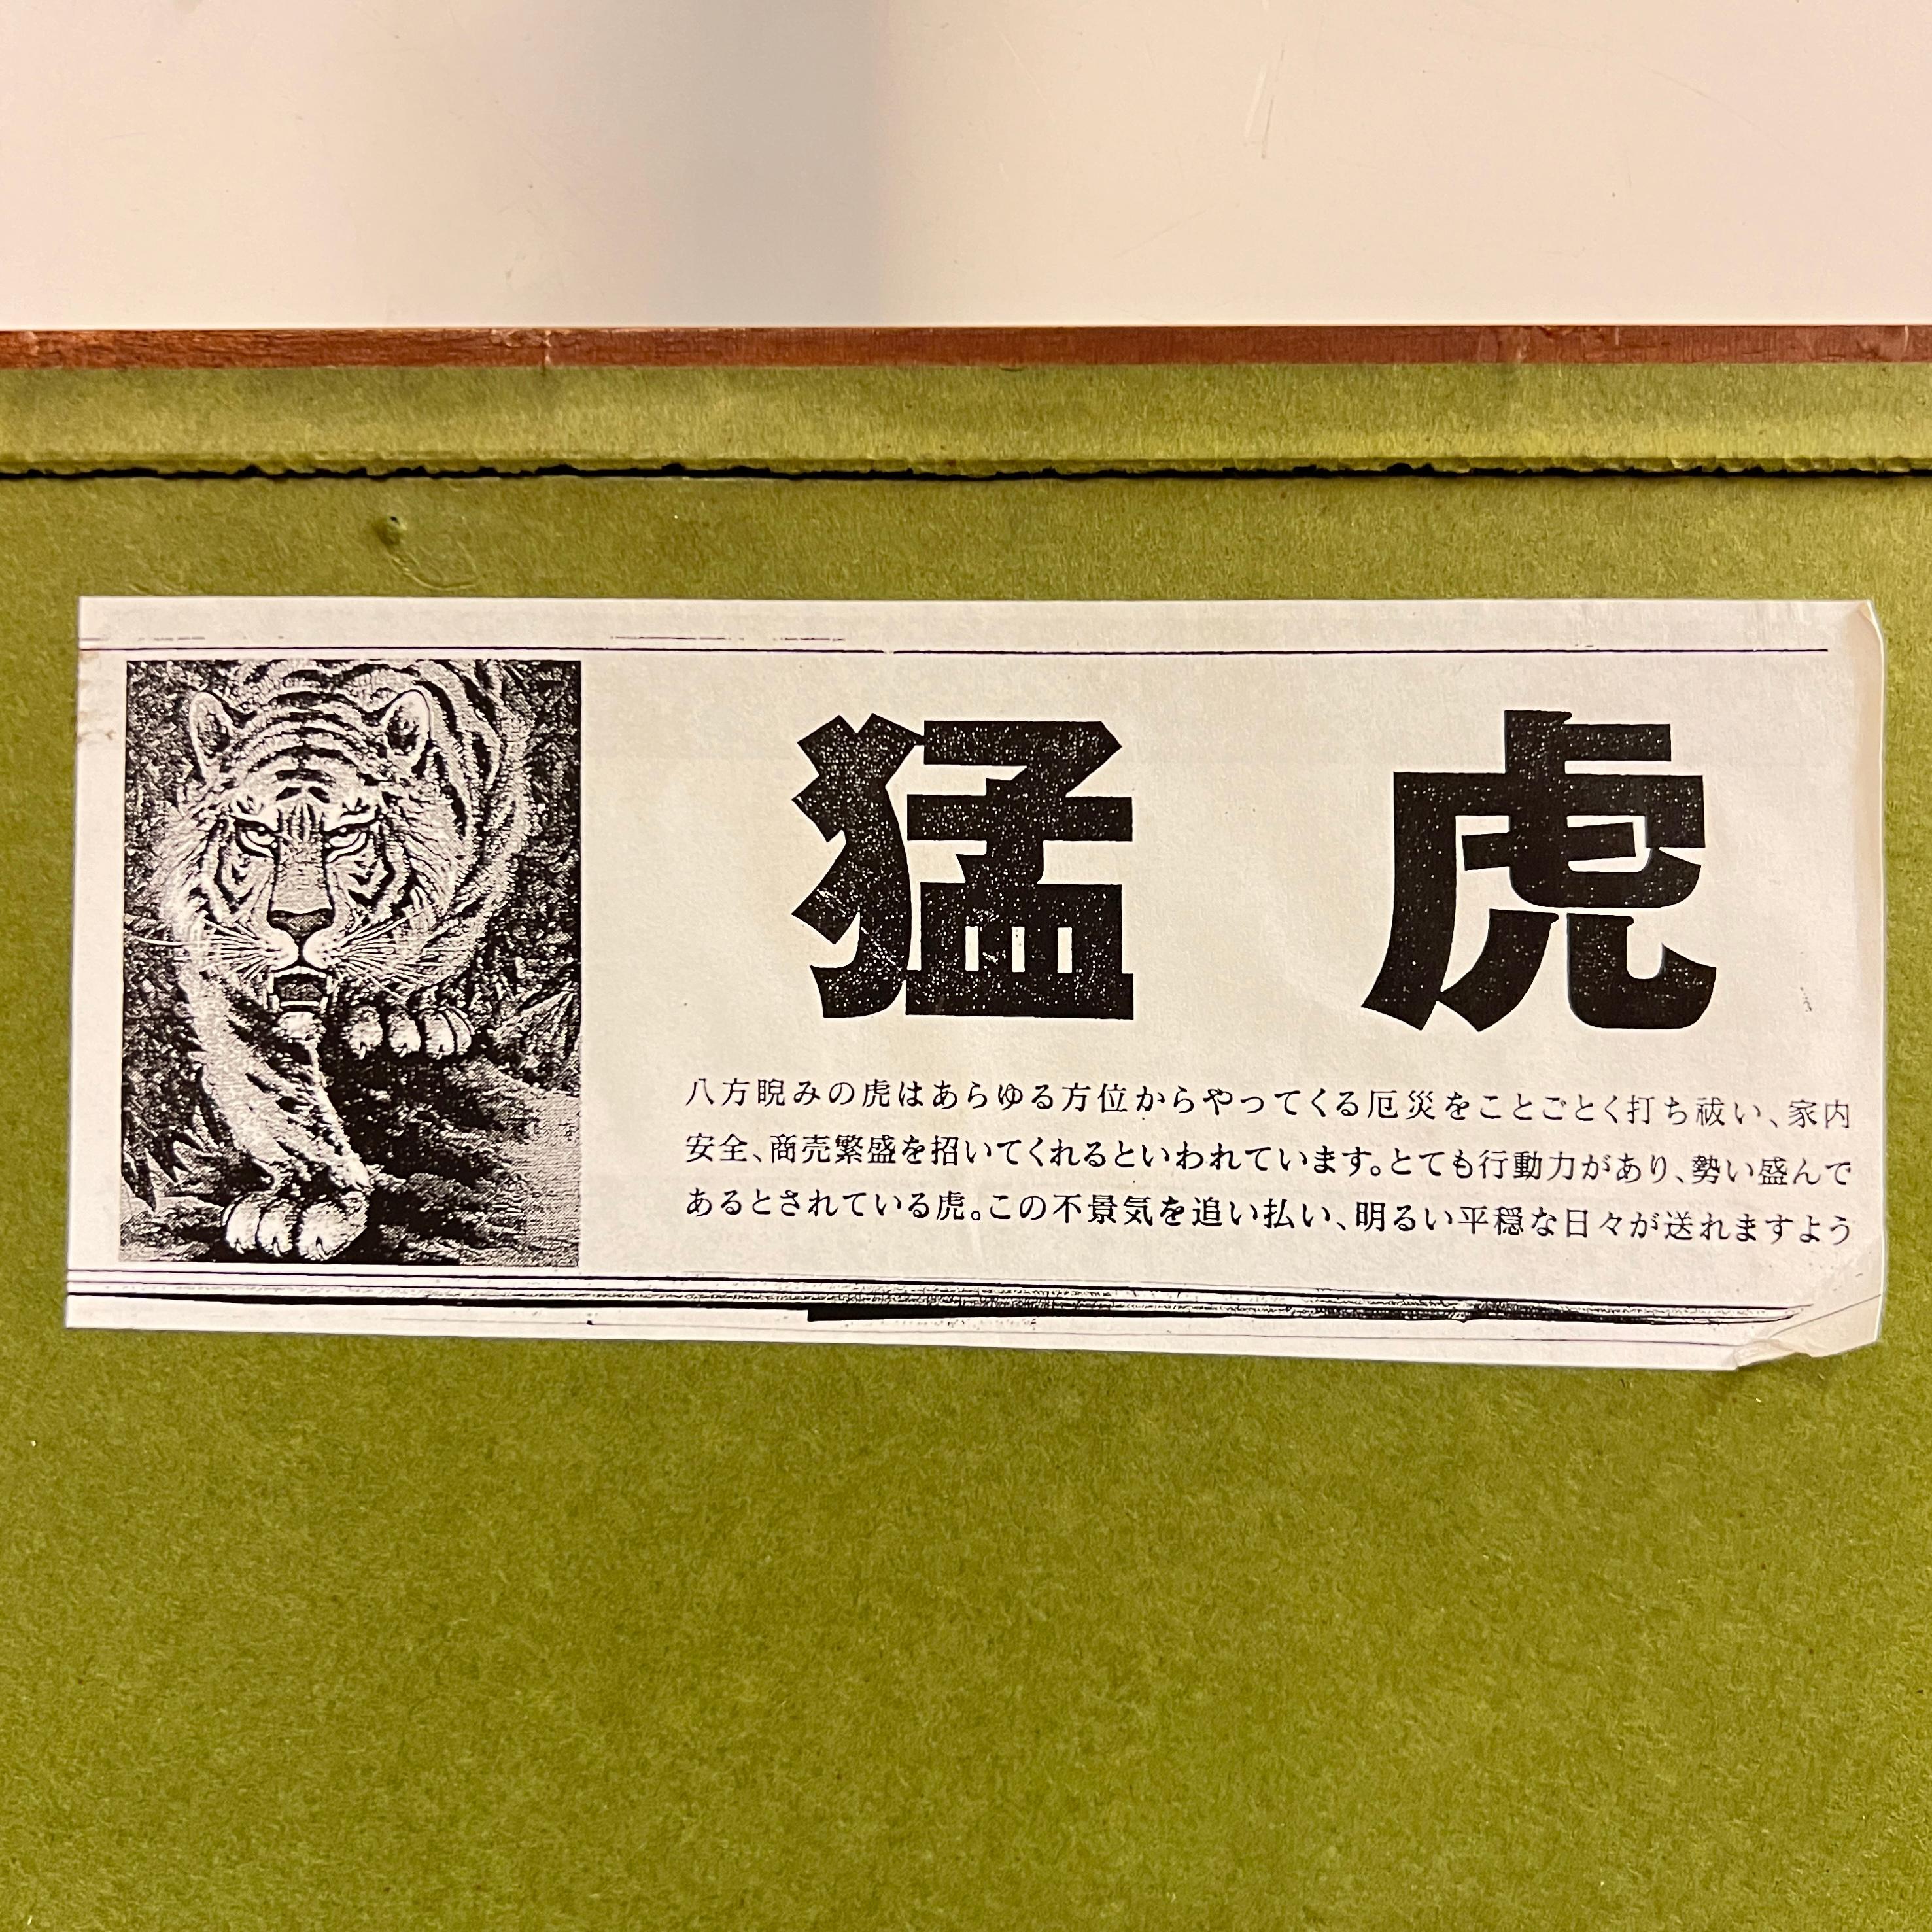 猛虎
八方睨みの虎はあらゆる方位からやってくる厄災をことごとく打ち祓い、家内
安全、商売繁盛を招いてくれるといわれています。とても行動力があり、勢い盛んで
あるとされている虎。この不景気を追い払い、明るい平穏な日々が送れますよう